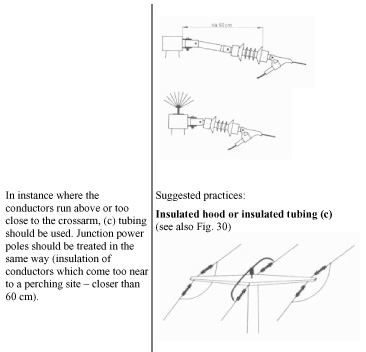 ca.60cm
In instance where the
conductors run above or too
close to the crossarm, (c) tubing
should be used. Junction power
poles should be treated in the
same way (insulation of
conductors which come too near
to a perching site – closer than
60 cm).
Suggested practices:
Insulated hood or insulated tubing (c)
(see also Fig. 30)